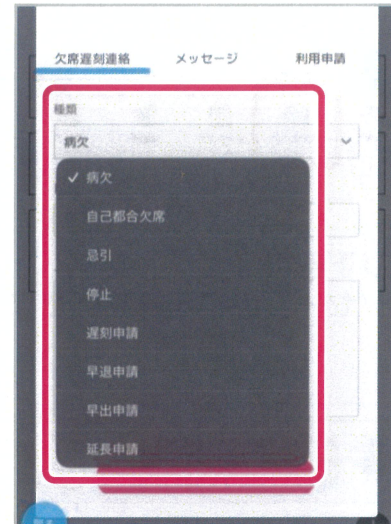 欠席遅刻連絡 メッセージ 利用申請
種類
病欠
✓ 病欠
自己都合欠席
忌引
停止
遅刻申請
早退申請
早出申請
延長申請